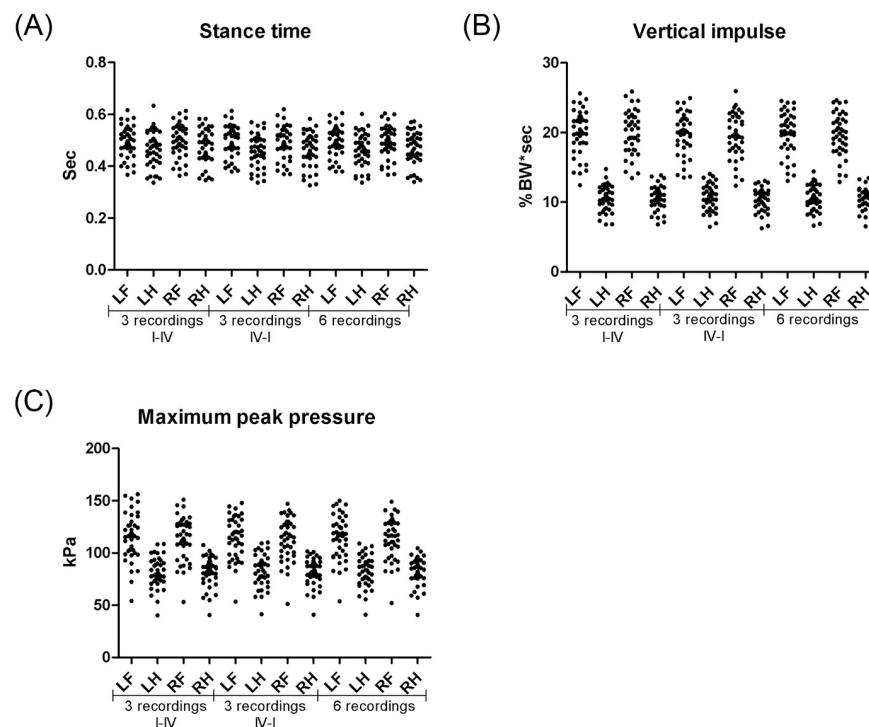 (A)
Stance time
Sec
0.8
0.6
0.4
0.2
0.0
LF LH RF RH LF LH RF RH LF LH RF RH
3 recordings 3 recordings 6 recordings
I-IV IV-I
(B)
Vertical impulse
%BW*sec
30
20
10
0
LF LH RF RH LF LH RF RH LF LH RF RH
3 recordings 3 recordings 6 recordings
I-IV IV-I
(C)
Maximum peak pressure
kPa
200
150
100
50
0
LF LH RF RH LF LH RF RH LF LH RF RH
3 recordings 3 recordings 6 recordings
I-IV IV-I